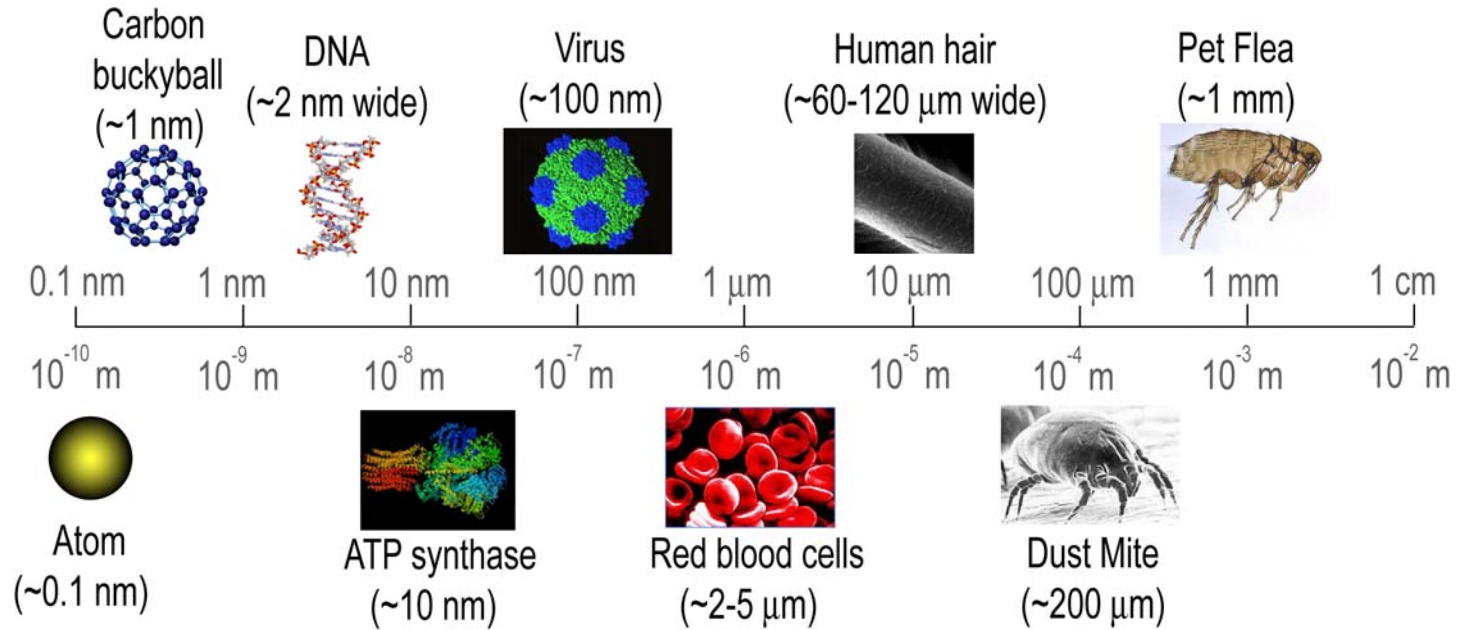 Carbon
buckyball
(~1 nm)
DNA
(~2 nm wide)
Virus
(~100 nm)
Human hair
(~60-120 μm wide)
Pet Flea
(~1 mm)
0.1 nm 1 nm 10 nm 100 nm 1 μm 10 μm 100 μm 1 mm 1 cm
10⁻¹⁰ m 10⁻⁹ m 10⁻⁸ m 10⁻⁷ m 10⁻⁶ m 10⁻⁵ m 10⁻⁴ m 10⁻³ m 10⁻² m
Atom
(~0.1 nm)
ATP synthase
(~10 nm)
Red blood cells
(~2-5 μm)
Dust Mite
(~200 μm)